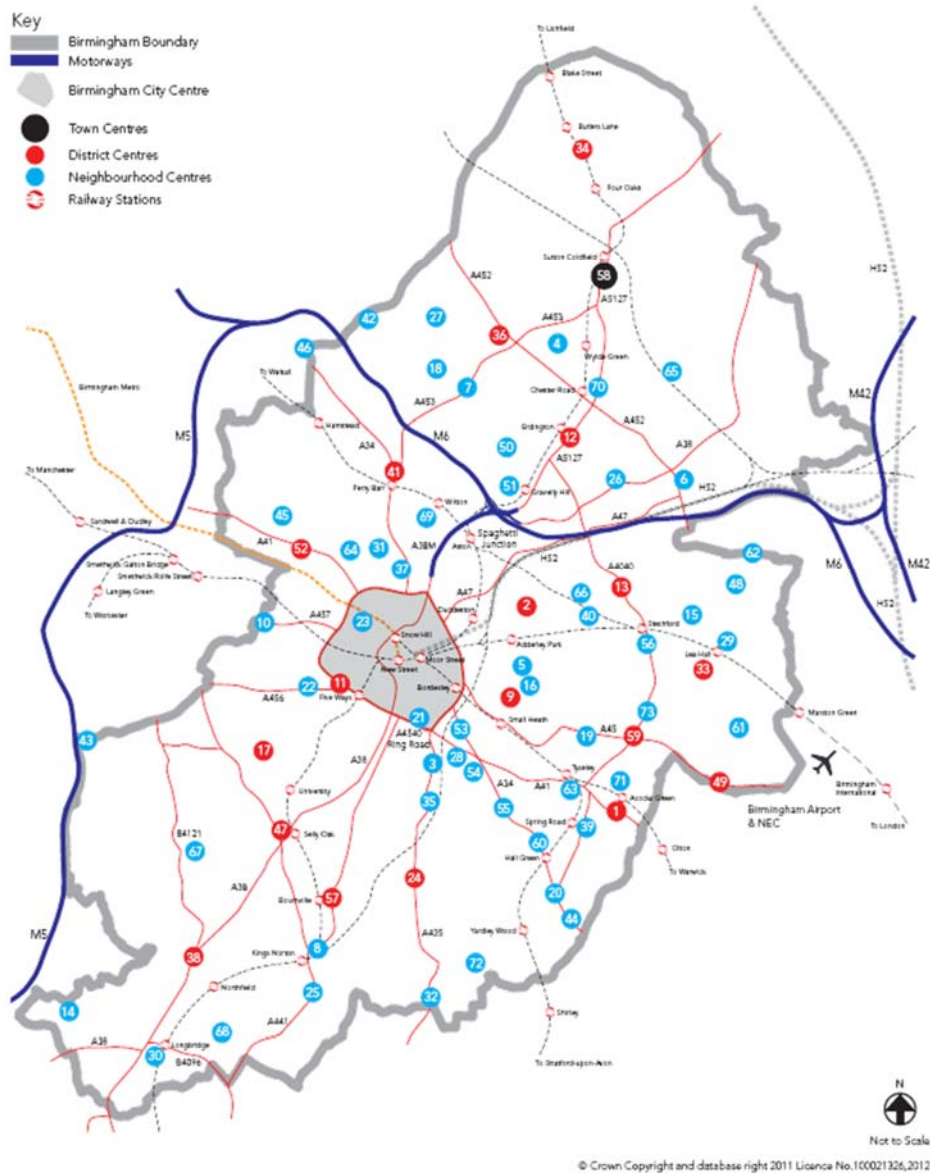 Key
Birmingham Boundary
Motorways
Birmingham City Centre
Town Centres
District Centres
Neighbourhood Centres
Railway Stations
To Lichfield
Blake Street
Butlers Lane
34
Four Oaks
HS2
Sutton Coldfield
58
A452
A5127
42
27
A453
36
4
46
Wylde Green
To Walsall
18
65
Birmingham Metro
7
Chester Road
70
M42
A453
M5
Hamstead
A34
M6
Erdington
12
A452
50
A38
To Manchester
41
A5127
Perry Barr
51
Gravelly Hill
26
6
HS2
Witton
45
69
A47
Sandwell & Dudley
A41
52
64
31
A38M
Aston
Spaghetti
Junction
HS2
62
M6
M42
Smethwick Galton Bridge
Smethwick Rolfe Street
37
A4040
13
48
Langley Green
A47
66
HS2
To Worcester
Duddeston
2
15
A457
40
10
23
Stechford
Snow Hill
Adderley Park
56
29
Lea Hall
Moor Street
New Street
5
33
22
11
Bordesley
16
A456
Five Ways
9
Marston Green
21
Small Heath
73
43
A4540
Ring Road
53
19
A45
59
61
17
A38
3
28
54
A34
A41
Tyseley
49
University
63
71
Acocks Green
Birmingham
International
35
55
1
Birmingham Airport
& NEC
B4121
47
Selly Oak
Spring Road
39
To London
67
60
Hall Green
Olton
24
To Warwick
A38
Bournville
57
20
44
M5
A435
Yardley Wood
8
38
Kings Norton
72
25
Northfield
32
14
68
A441
Shirley
A38
Longbridge
30
B4096
To Stratford-upon-Avon
N
Not to Scale
© Crown Copyright and database right 2011 Licence No.100021326,2012